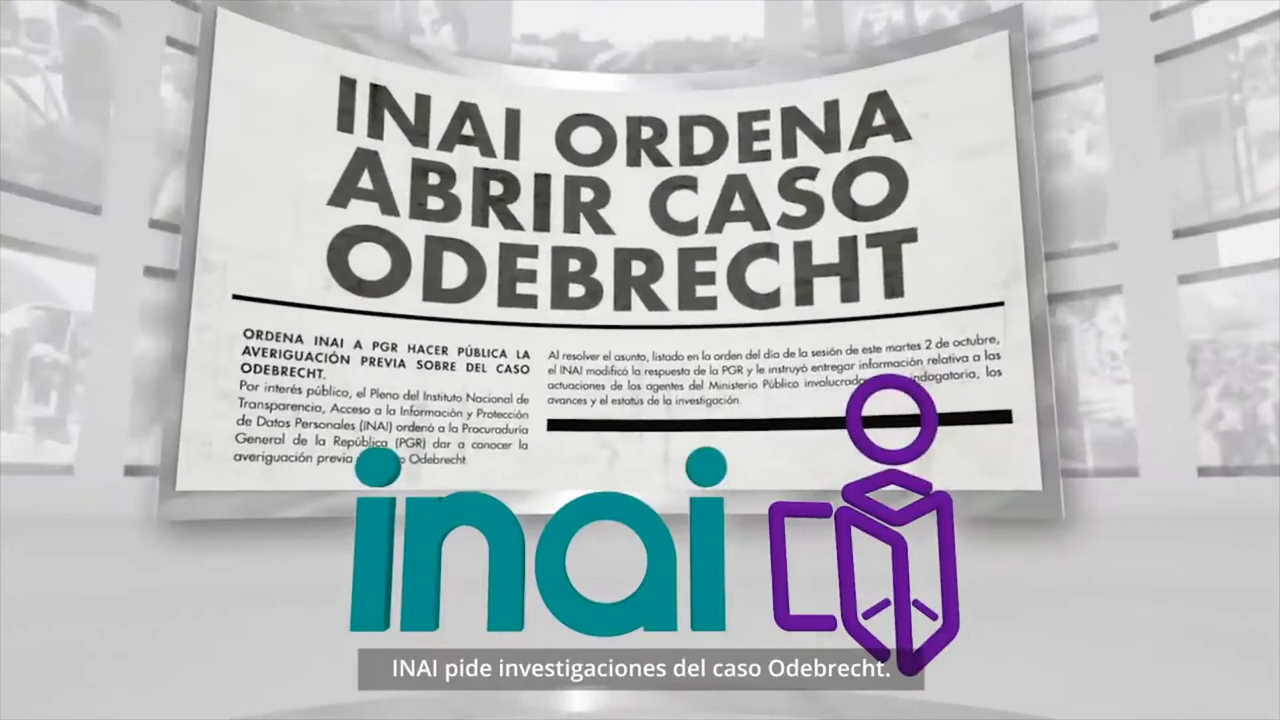 INAI ORDENA
ABRIR CASO
ODEBRECHT
ORDENA INAI A PGR HACER PÚBLICA LA
AVERIGUACIÓN PREVIA SOBRE DEL CASO
ODEBRECHT.
Por interés público, el Pleno del Instituto Nacional de
Transparencia, Acceso a la Información y Protección
de Datos Personales (INAI) ordenó a la Procuraduría
General de la República (PGR) dar a conocer la
averiguación previa Odebrecht.
Al resolver el asunto, listado en la orden del día de la sesión de este martes 2 de octubre,
el INAI modificó la respuesta de la PGR y le instruyó entregar información relativa a las
actuaciones de los agentes del Ministerio Público indagatoria, los
avances y el estatus de la investigación.
inai
INAI pide investigaciones del caso Odebrecht.